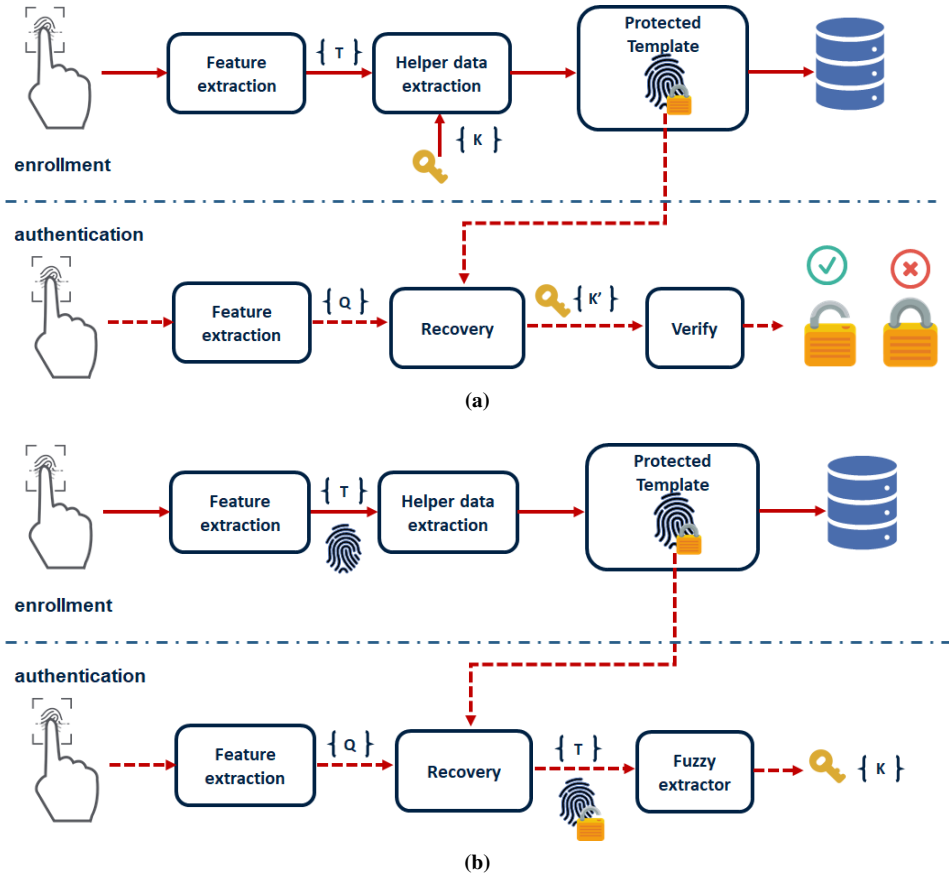 Protected
Template
Feature
extraction
{ T }
Helper data
extraction
{ K }
enrollment
authentication
Feature
extraction
{ Q }
Recovery
{ K’ }
Verify
(a)
Protected
Template
Feature
extraction
{ T }
Helper data
extraction
enrollment
authentication
Feature
extraction
{ Q }
Recovery
{ T }
Fuzzy
extractor
{ K }
(b)